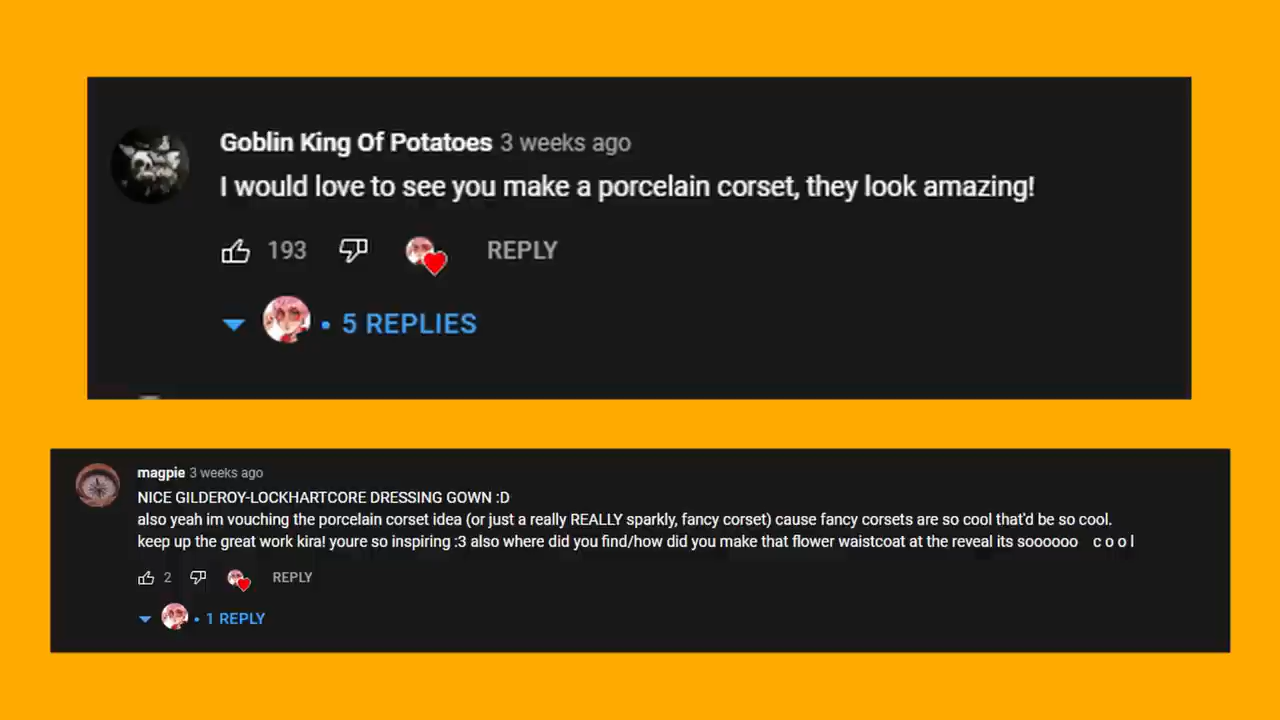 Goblin King Of Potatoes 3 weeks ago
I would love to see you make a porcelain corset, they look amazing!
193 REPLY
• 5 REPLIES
magpie 3 weeks ago
NICE GILDEROY-LOCKHARTCORE DRESSING GOWN :D
also yeah im vouching the porcelain corset idea (or just a really REALLY sparkly, fancy corset) cause fancy corsets are so cool that'd be so cool.
keep up the great work kira! youre so inspiring :3 also where did you find/how did you make that flower waistcoat at the reveal its soooooo c o o l
2 REPLY
• 1 REPLY